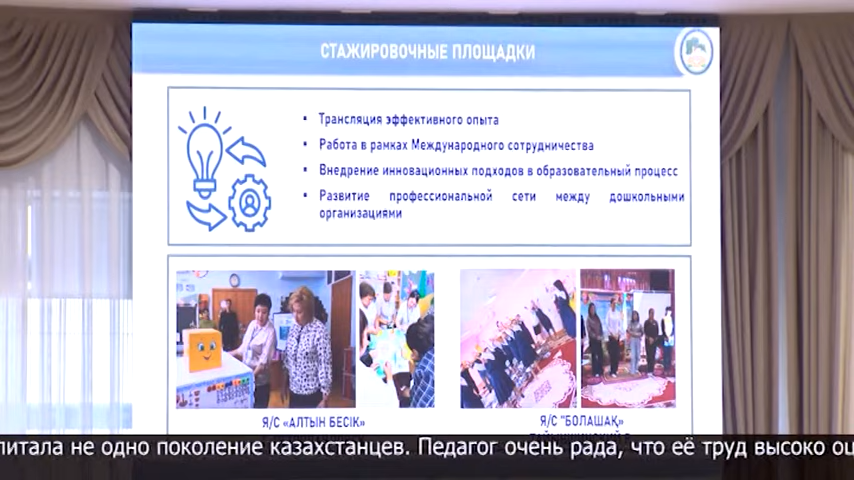 СТАЖИРОВОЧНЫЕ ПЛОЩАДКИ
▪ Трансляция эффективного опыта
▪ Работа в рамках Международного сотрудничества
▪ Внедрение инновационных подходов в образовательный процесс
▪ Развитие профессиональной сети между дошкольными
организациями
Я/С «АЛТЫН БЕСІК»
Я/С "БОЛАШАҚ»
питала не одно поколение казахстанцев. Педагог очень рада, что её труд высоко оц